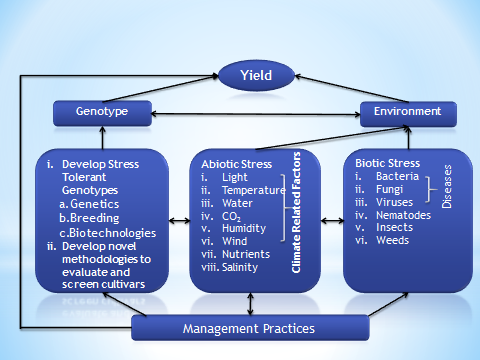 Yield
Genotype
Environment
i. Develop Stress
Tolerant
Genotypes
a. Genetics
b.Breeding
c.Biotechnologies
ii. Develop novel
methodologies to
evaluate and
screen cultivars
Abiotic Stress
i. Light
ii. Temperature
iii. Water
iv. CO₂
v. Humidity
vi. Wind
vii. Nutrients
viii. Salinity
Climate Related Factors
Biotic Stress
i. Bacteria
ii. Fungi
iii. Viruses
iv. Nematodes
v. Insects
vi. Weeds
Diseases
Management Practices